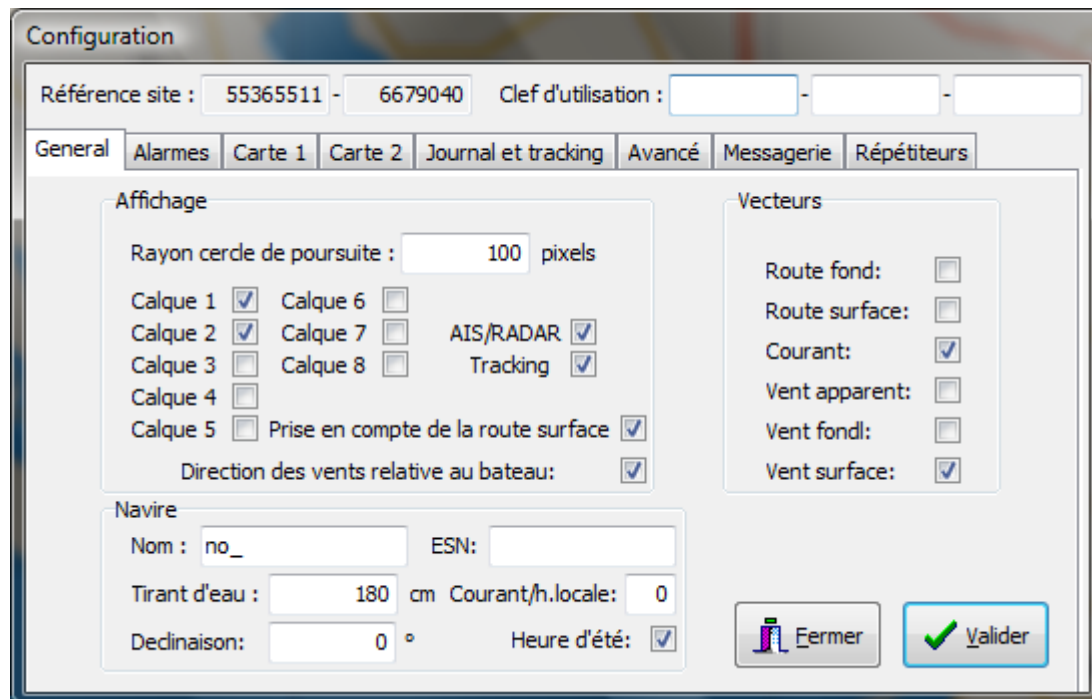 Configuration
Référence site : 55365511 - 6679040 Clef d'utilisation : - -
General Alarmes Carte 1 Carte 2 Journal et tracking Avancé Messagerie Répétiteurs
Affichage Vecteurs
Rayon cercle de poursuite : 100 pixels
Route fond:
Calque 1 Calque 6
Route surface:
Calque 2 Calque 7 AIS/RADAR
Calque 3 Calque 8 Tracking Courant:
Calque 4 Vent apparent:
Calque 5 Prise en compte de la route surface Vent fondl:
Direction des vents relative au bateau: Vent surface:
Navire
Nom : no_ ESN:
Tirant d'eau : 180 cm Courant/h.locale: 0
Declinaison: 0 ° Heure d'été: Fermer Valider